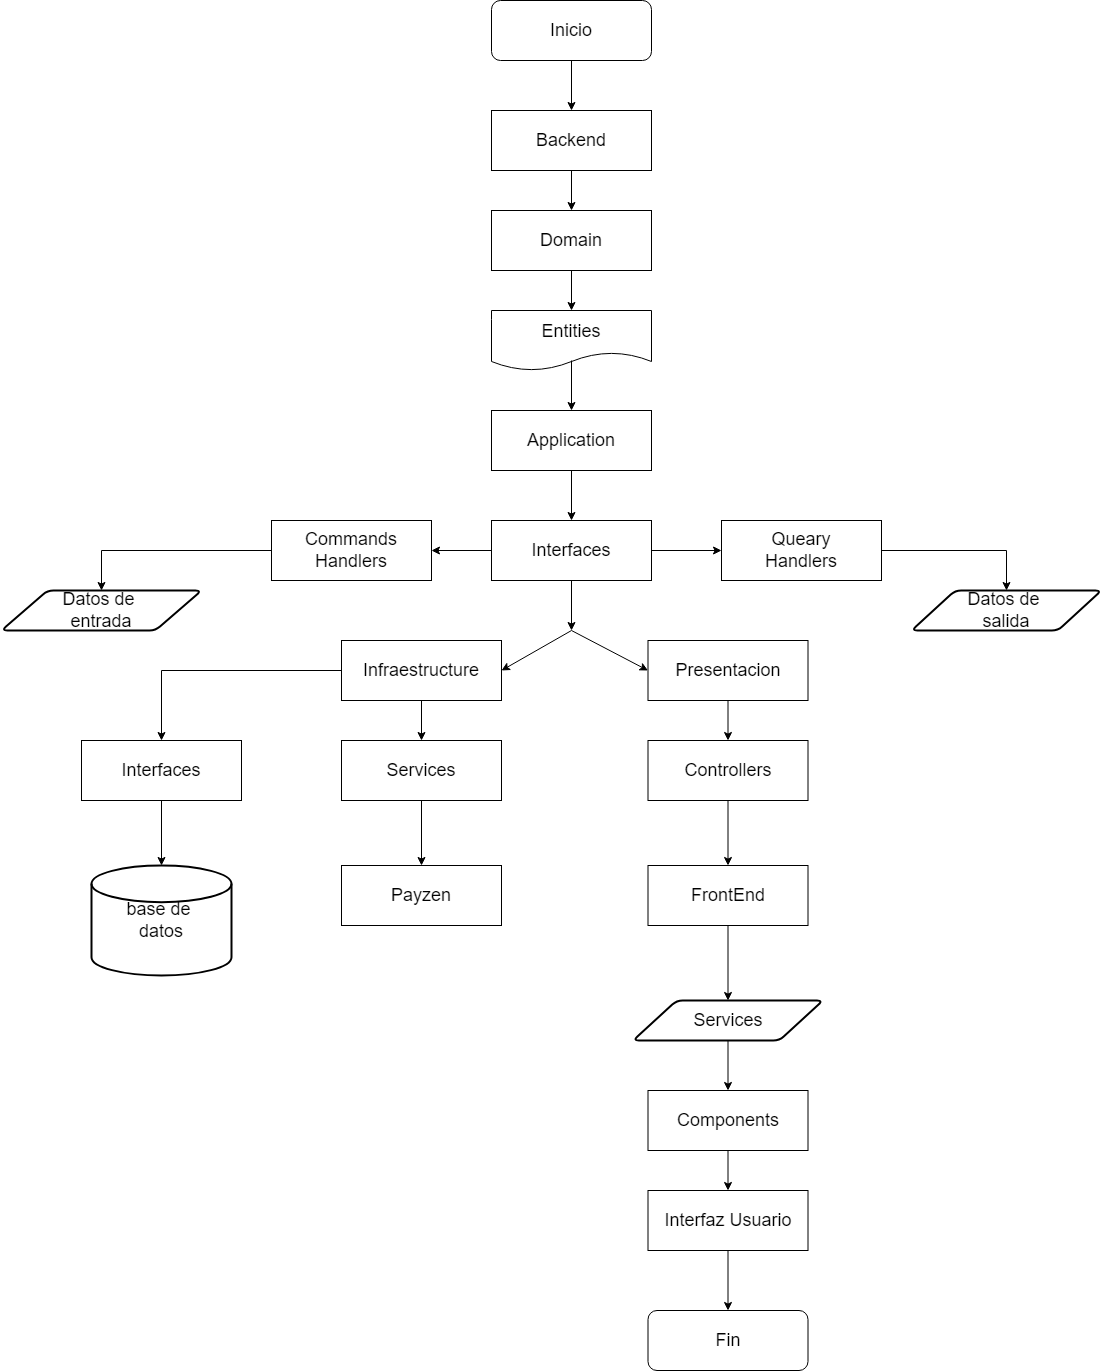 Inicio
Backend
Domain
Entities
Application
Commands
Handlers
Interfaces
Queary
Handlers
Datos de
entrada
Datos de
salida
Infraestructure
Presentacion
Interfaces
Services
Controllers
base de
datos
Payzen
FrontEnd
Services
Components
Interfaz Usuario
Fin